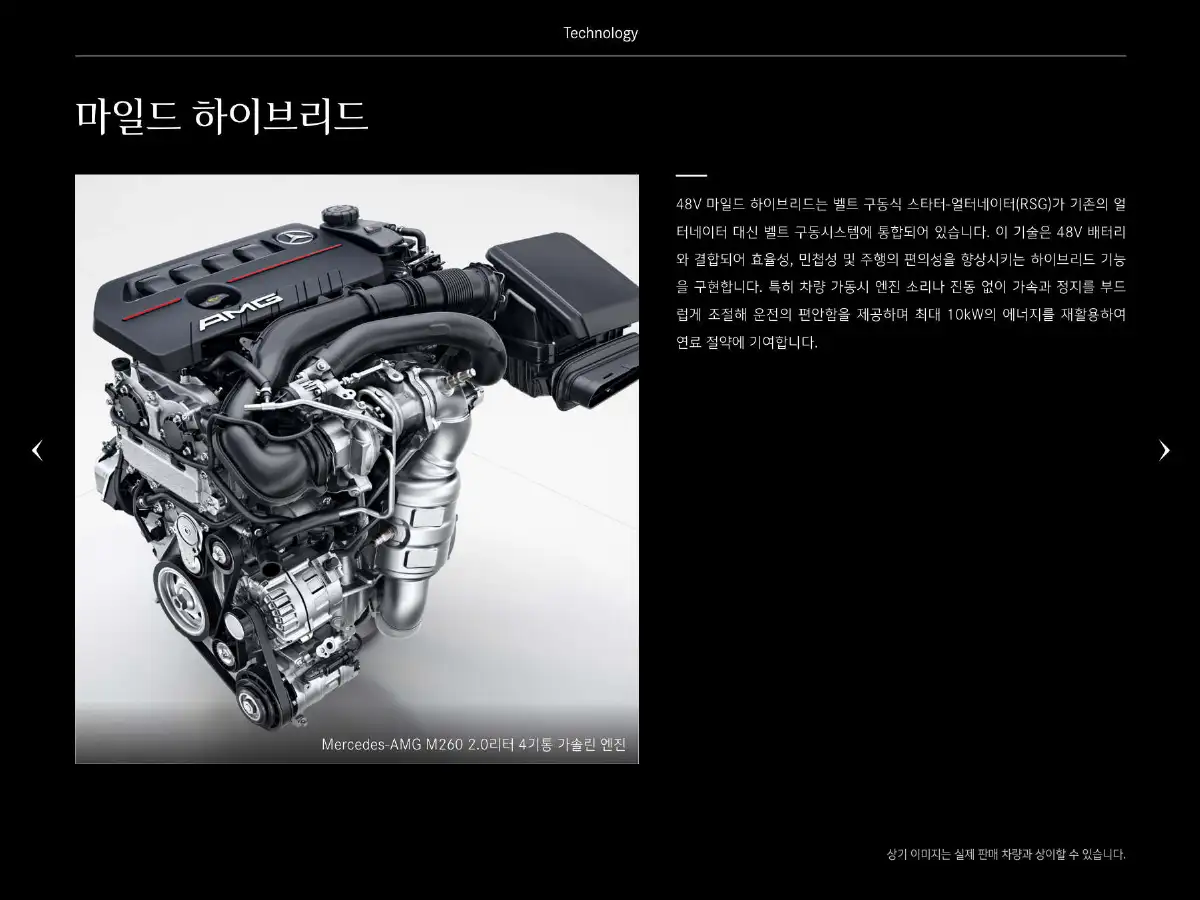 Technology
마일드 하이브리드
48V 마일드 하이브리드는 벨트 구동식 스타터-얼터네이터(RSG)가 기존의 얼
터네이터 대신 벨트 구동시스템에 통합되어 있습니다. 이 기술은 48V 배터리
와 결합되어 효율성, 민첩성 및 주행의 편의성을 향상시키는 하이브리드 기능
을 구현합니다. 특히 차량 가동시 엔진 소리나 진동 없이 가속과 정지를 부드
럽게 조절해 운전의 편안함을 제공하며 최대 10kW의 에너지를 재활용하여
연료 절약에 기여합니다.
AMG
Mercedes-AMG M260 2.0리터 4기통 가솔린 엔진
상기 이미지는 실제 판매 차량과 상이할 수 있습니다.